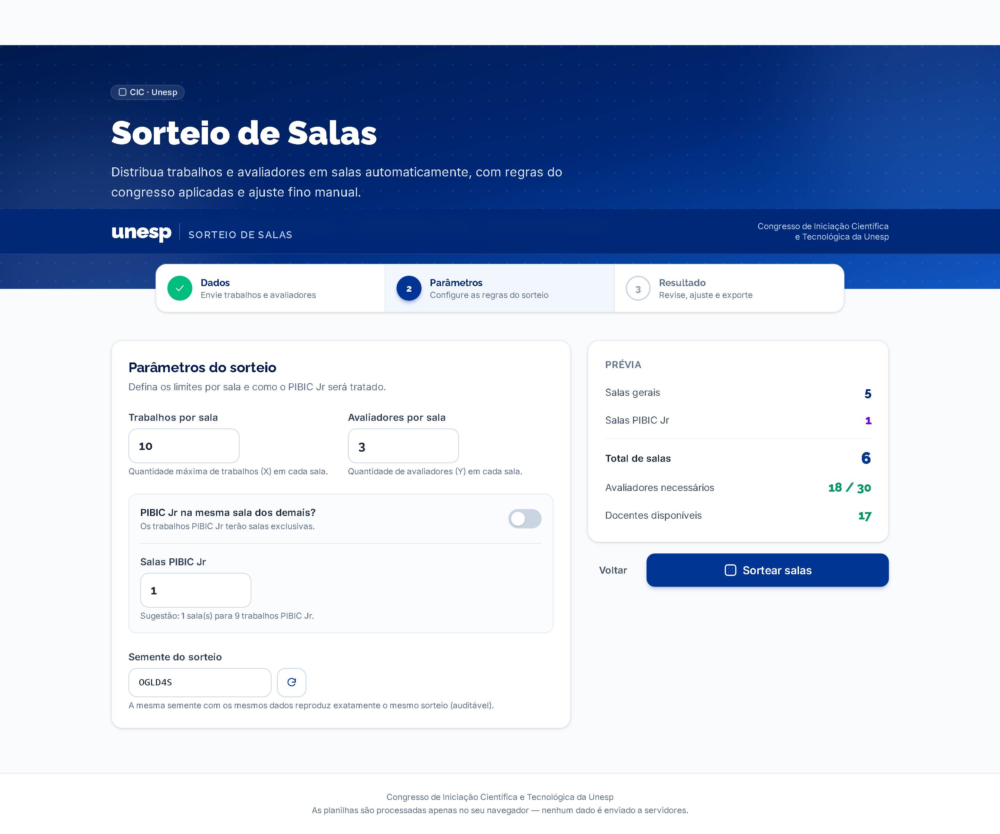 CIC · Unesp
Sorteio de Salas
Distribua trabalhos e avaliadores em salas automaticamente, com regras do
congresso aplicadas e ajuste fino manual.
unesp
SORTEIO DE SALAS
Congresso de Iniciação Científica
e Tecnológica da Unesp
Dados
Envie trabalhos e avaliadores
2
Parâmetros
Configure as regras do sorteio
3
Resultado
Revise, ajuste e exporte
Parâmetros do sorteio
Defina os limites por sala e como o PIBIC Jr será tratado.
Trabalhos por sala
10
Quantidade máxima de trabalhos (X) em cada sala.
Avaliadores por sala
3
Quantidade de avaliadores (Y) em cada sala.
PIBIC Jr na mesma sala dos demais?
Os trabalhos PIBIC Jr terão salas exclusivas.
Salas PIBIC Jr
1
Sugestão: 1 sala(s) para 9 trabalhos PIBIC Jr.
Semente do sorteio
OGLD4S
A mesma semente com os mesmos dados reproduz exatamente o mesmo sorteio (auditável).
PRÉVIA
Salas gerais 5
Salas PIBIC Jr 1
Total de salas 6
Avaliadores necessários 18 / 30
Docentes disponíveis 17
Voltar
Sortear salas
Congresso de Iniciação Científica e Tecnológica da Unesp
As planilhas são processadas apenas no seu navegador — nenhum dado é enviado a servidores.